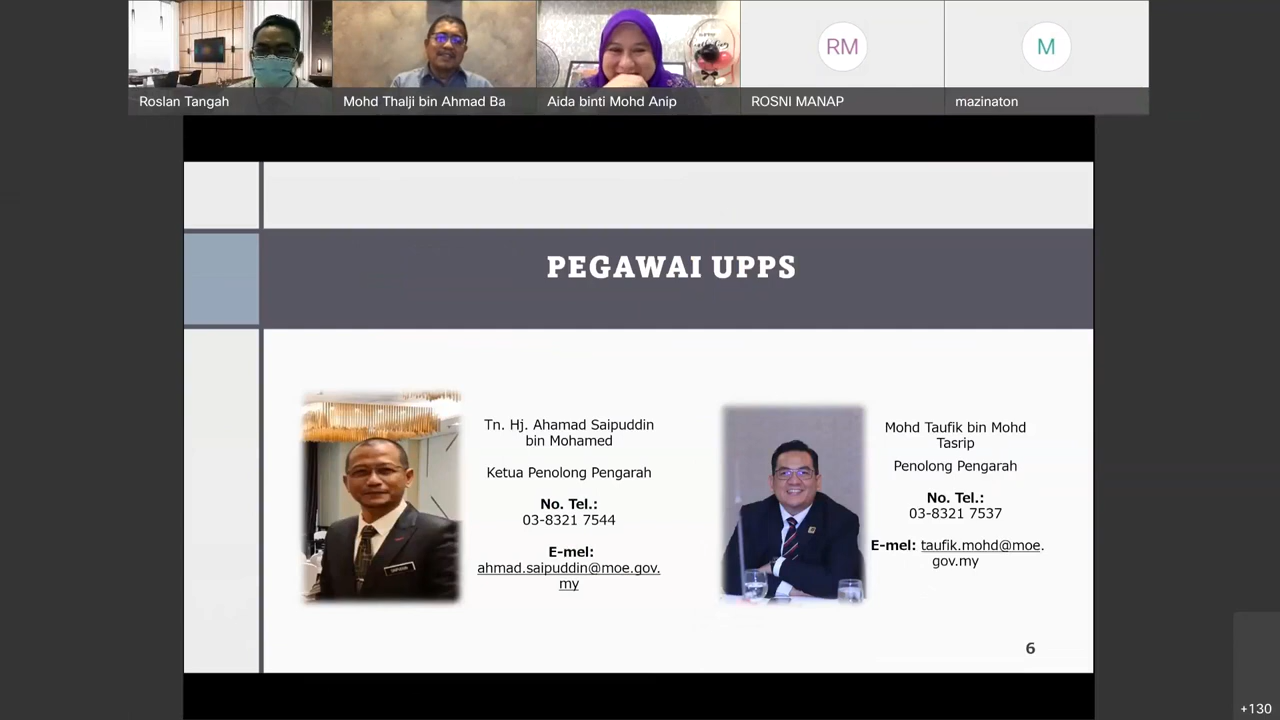 Roslan Tangah
Mohd Thalji bin Ahmad Ba
Aida binti Mohd Anip
RM
ROSNI MANAP
M
mazinaton
PEGAWAI UPPS
Tn. Hj. Ahamad Saipuddin
bin Mohamed
Ketua Penolong Pengarah
No. Tel.:
03-8321 7544
E-mel:
ahmad.saipuddin@moe.gov.
my
Mohd Taufik bin Mohd
Tasrip
Penolong Pengarah
No. Tel.:
03-8321 7537
E-mel: taufik.mohd@moe.
gov.my
6
+130